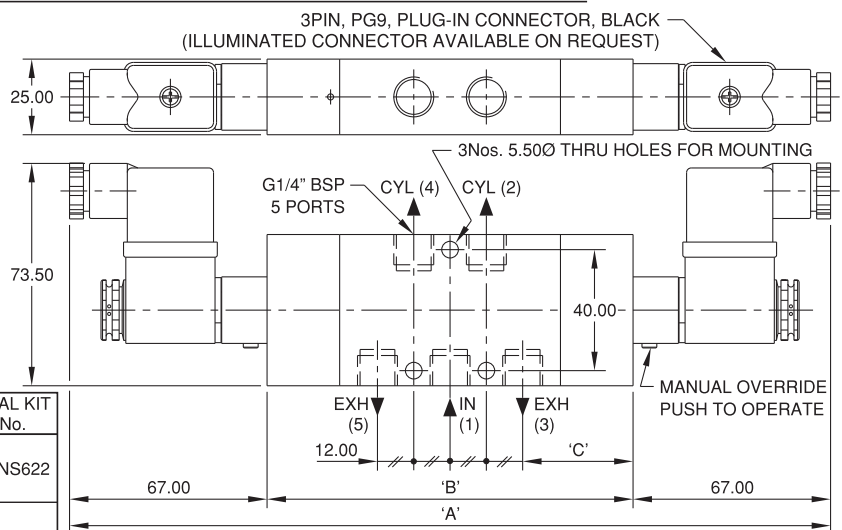 3PIN, PG9, PLUG-IN CONNECTOR, BLACK
(ILLUMINATED CONNECTOR AVAILABLE ON REQUEST)
25.00
3Nos. 5.50Ø THRU HOLES FOR MOUNTING
G1/4" BSP
5 PORTS
CYL (4)
CYL (2)
73.50
40.00
MANUAL OVERRIDE
PUSH TO OPERATE
EXH
(5)
IN
(1)
EXH
(3)
AL KIT
No.
NS622
12.00
'C'
67.00
'B'
67.00
'A'